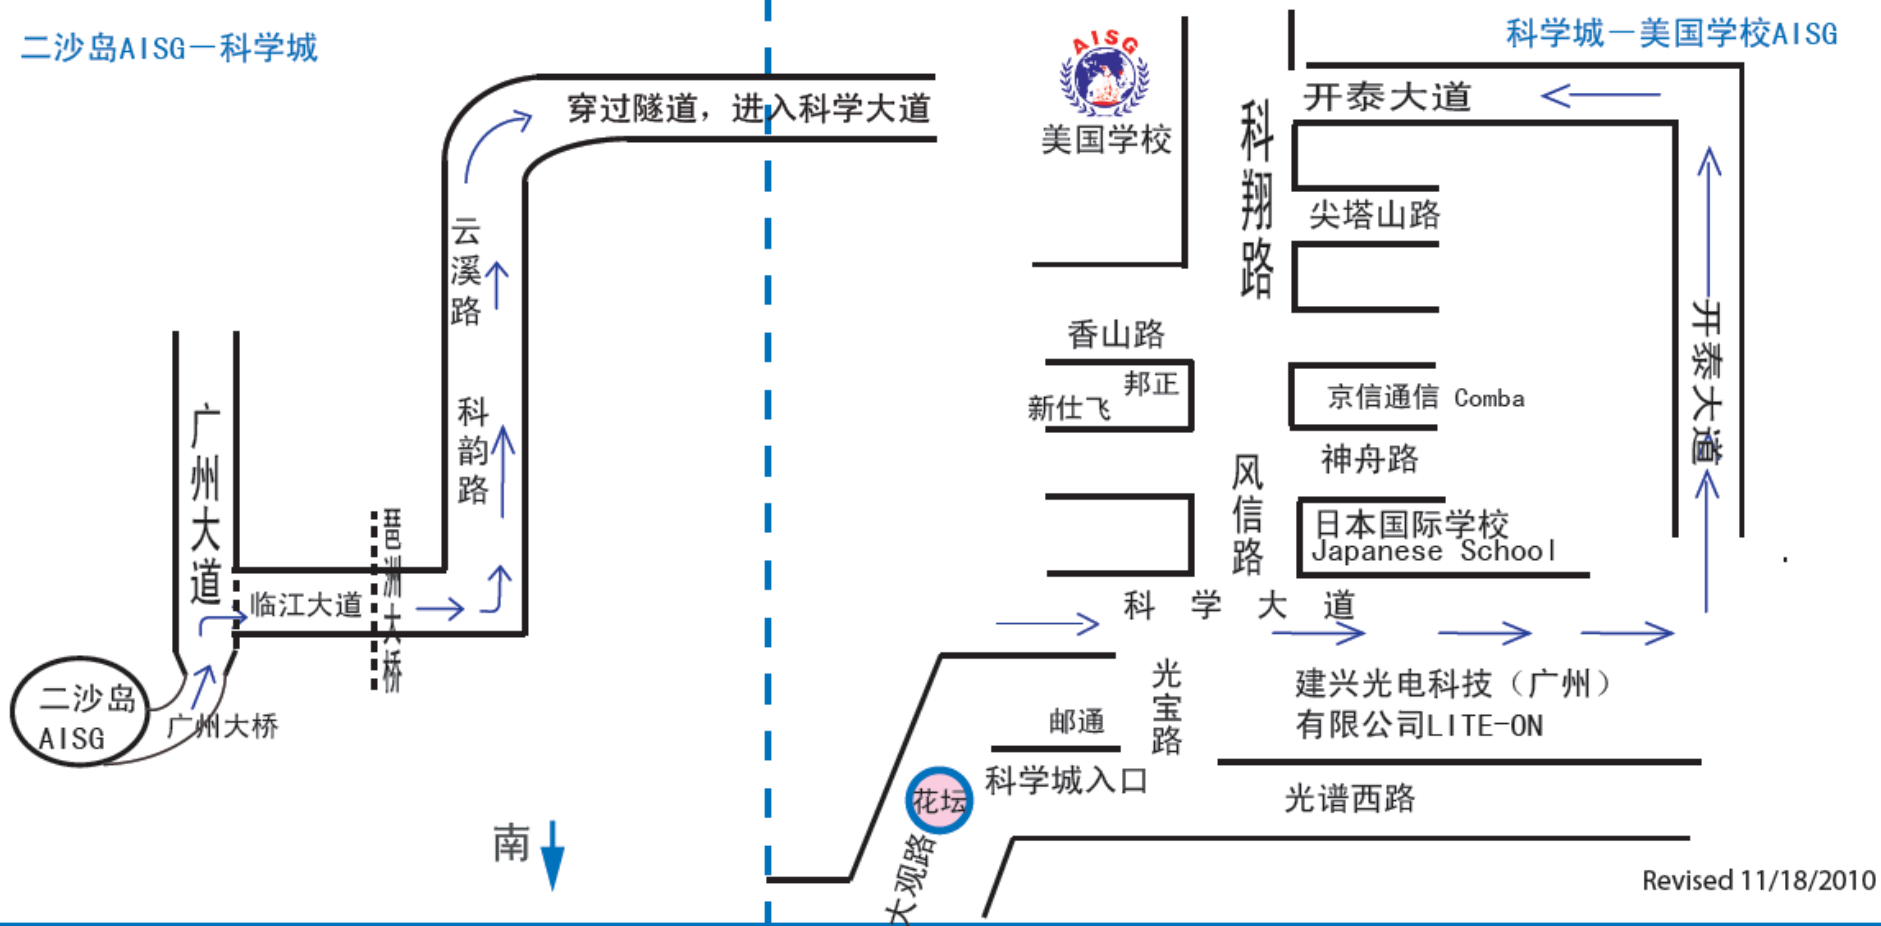 二沙岛AISG－科学城
穿过隧道，进入科学大道
云溪路
科韵路
广州大道
琶洲大桥
临江大道
二沙岛
AISG
广州大桥
南
科学城－美国学校AISG
AISG
美国学校
科翔路
开泰大道
尖塔山路
开泰大道
香山路
邦正
新仕飞
京信通信 Comba
神舟路
风信路
日本国际学校
Japanese School
科学大道
光宝路
建兴光电科技（广州）
有限公司LITE-ON
邮通
科学城入口
花坛
光谱西路
大观路
Revised 11/18/2010